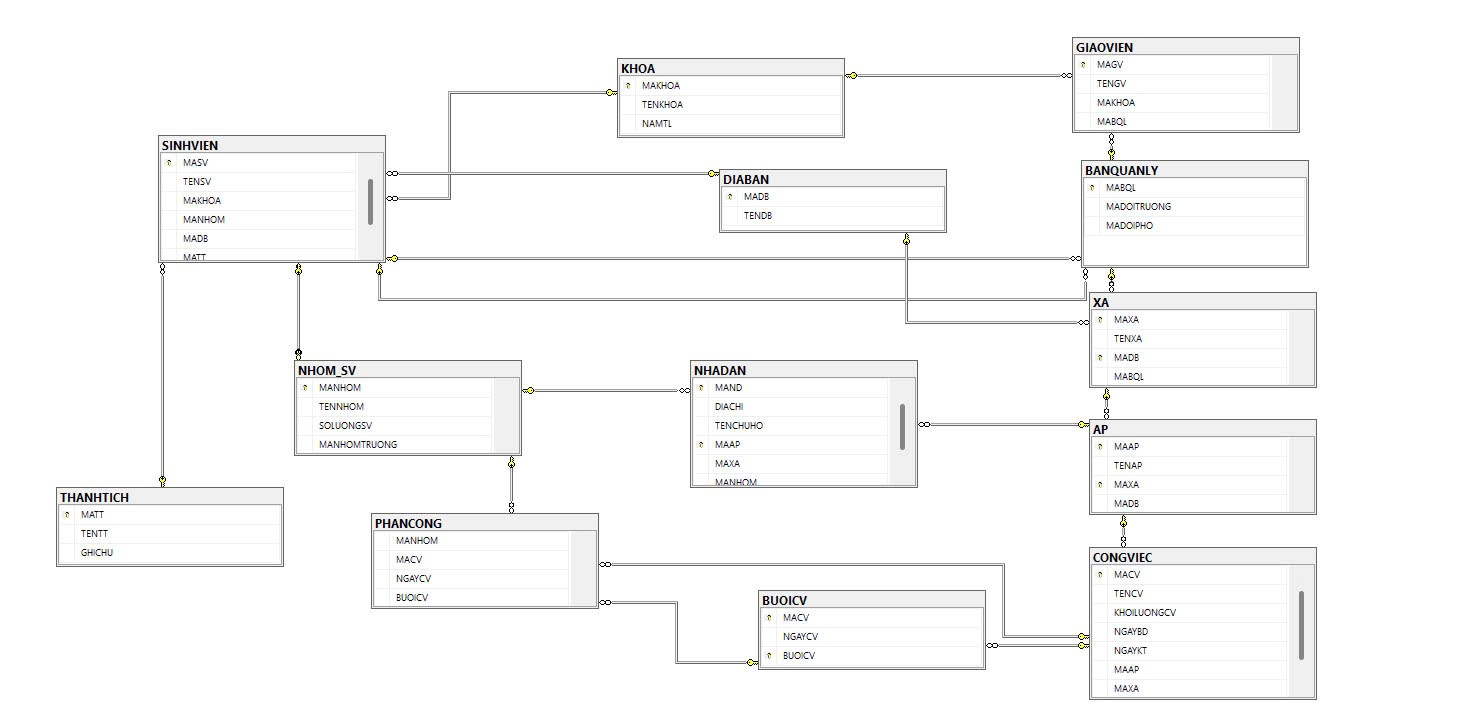 KHOA
MAKHOA
TENKHOA
NAMTL
GIAOVIEN
MAGV
TENGV
MAKHOA
MABQL
SINHVIEN
MASV
TENSV
MAKHOA
MANHOM
MADB
MATT
DIABAN
MADB
TENDB
BANQUANLY
MABQL
MADOITRUONG
MADOIPHO
XA
MAXA
TENXA
MADB
MABQL
NHOM_SV
MANHOM
TENNHOM
SOLUONGSV
MANHOMTRUONG
NHADAN
MAND
DIACHI
TENCHUHO
MAAP
MAXA
MANHOM
AP
MAAP
TENAP
MAXA
MADB
THANHTICH
MATT
TENTT
GHICHU
PHANCONG
MANHOM
MACV
NGAYCV
BUOICV
BUOICV
MACV
NGAYCV
BUOICV
CONGVIEC
MACV
TENCV
KHOILUONGCV
NGAYBD
NGAYKT
MAAP
MAXA